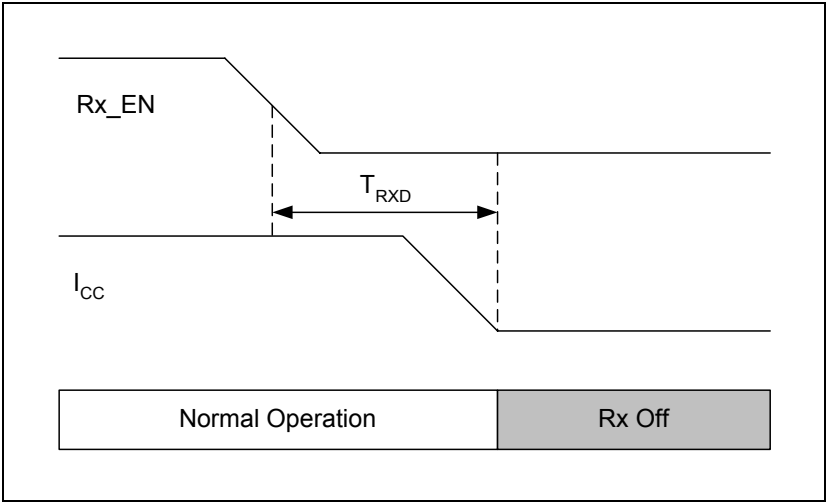 Rx_EN
TRXD
ICC
Normal Operation
Rx Off